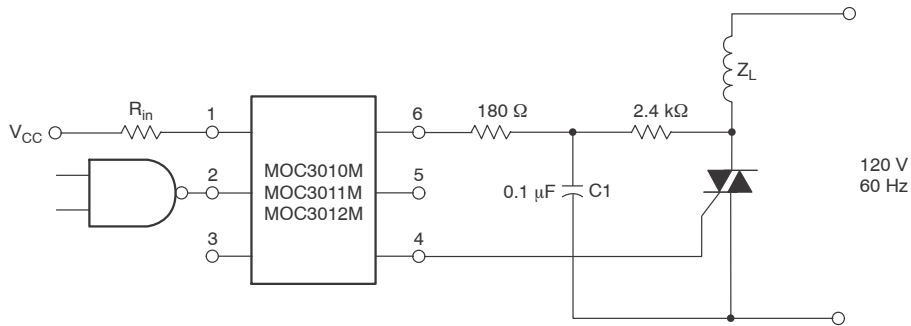 Z_L
R_in
1
6
180 Ω
2.4 kΩ
V_CC
MOC3010M
MOC3011M
MOC3012M
2
5
0.1 μF
C1
120 V
60 Hz
3
4